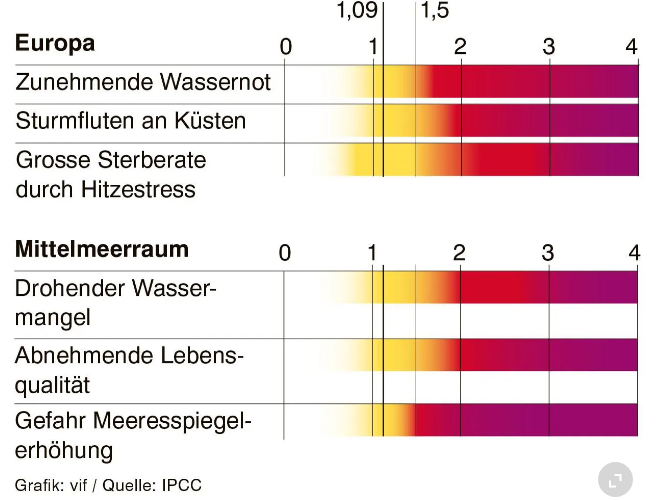 1,09 1,5
Europa 0 1 2 3 4
Zunehmende Wassernot
Sturmfluten an Küsten
Grosse Sterberate
durch Hitzestress
Mittelmeerraum 0 1 2 3 4
Drohender Wasser-
mangel
Abnehmende Lebens-
qualität
Gefahr Meeresspiegel-
erhöhung
Grafik: vif / Quelle: IPCC